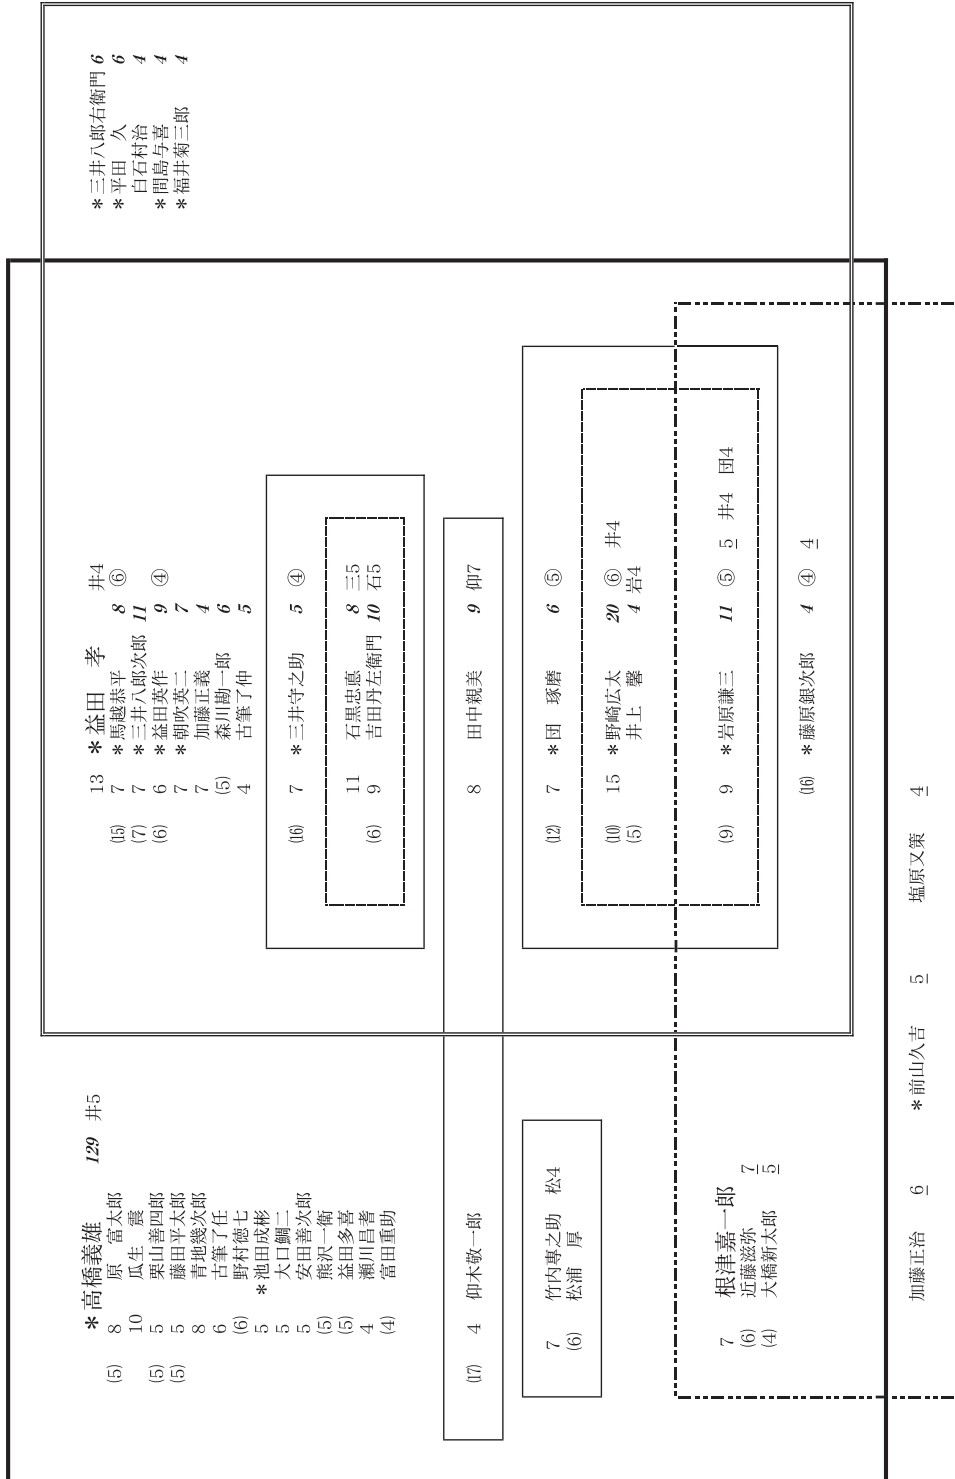 ＊高橋義雄 129 井5
(5) 8 原 富太郎
10 瓜生 震
(5) 5 栗山善四郎
(5) 5 藤田平太郎
8 青地幾次郎
6 古筆了任
(6) 野村徳七
5 ＊池田成彬
5 大口鯛二
5 安田善次郎
(5) 熊沢一衛
(5) 益田多喜
4 瀬川昌耆
(4) 富田重助
13 ＊益田 孝 井4
(15) 7 ＊馬越恭平 8 ⑥
(7) 7 ＊三井八郎次郎 11
(6) 6 ＊益田英作 9 ④
7 ＊朝吹英二 7
7 加藤正義 4
(5) 森川勘一郎 6
4 古筆了仲 5
＊三井八郎右衛門 6
＊平田 久 6
白石村治 4
＊間島与喜 4
＊福井菊三郎 4
(16) 7 ＊三井守之助 5 ④
11 石黒忠悳 8 三5
(6) 9 吉田丹左衛門 10 石5
(17) 4 仰木敬一郎
8 田中親美 9 仰7
7 竹内専之助 松4
(6) 松浦 厚
(12) 7 ＊団 琢磨 6 ⑤
(10) 15 ＊野崎広太 20 ⑥ 井4
(5) 井上 馨 4 岩4
7 根津嘉一郎
(6) 近藤滋弥 7
(4) 大橋新太郎 5
(9) 9 ＊岩原謙三 11 ⑤ 5 井4 団4
(16) ＊藤原銀次郎 4 ④ 4
加藤正治 6
＊前山久吉 5
塩原又策 4